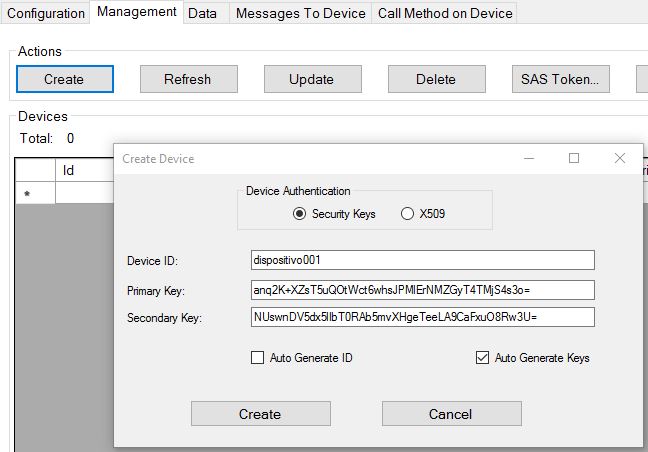 Configuration Management Data Messages To Device Call Method on Device
Actions
Create Refresh Update Delete SAS Token...
Devices
Total: 0
Id
Create Device
*
Device Authentication
Security Keys X509
Device ID: dispositivo001
Primary Key: anq2K+XZsT5uQOtWct6whsJPMIErNMZGyT4TMjS4s3o=
Secondary Key: NUswnDV5dx5IIbT0RAb5mvXHgeTeeLA9CaFxuO8Rw3U=
Auto Generate ID Auto Generate Keys
Create Cancel